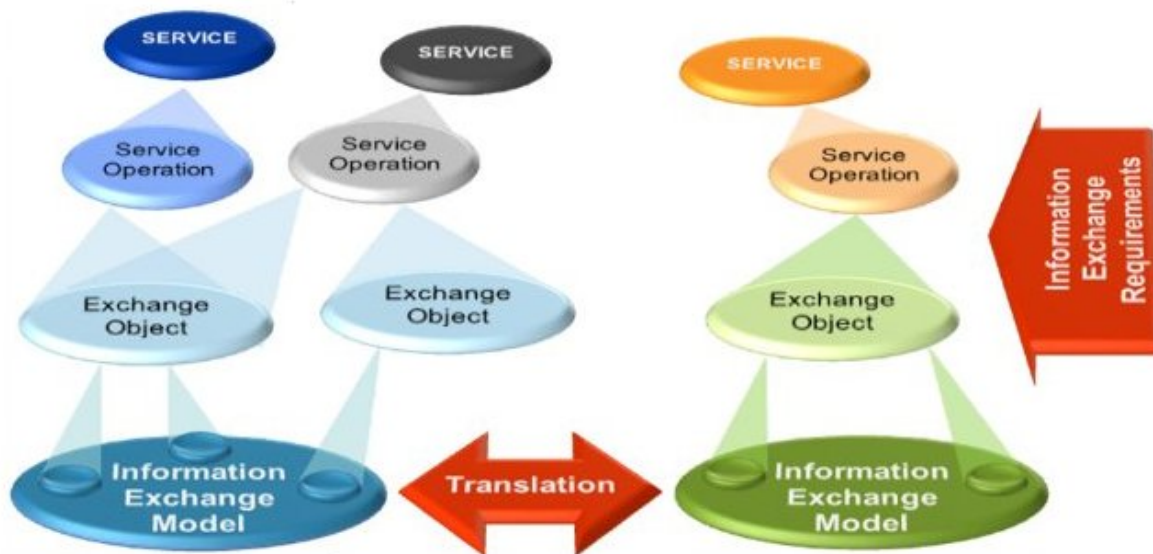 SERVICE
SERVICE
SERVICE
Service
Operation
Service
Operation
Service
Operation
Exchange
Object
Exchange
Object
Exchange
Object
Information
Exchange
Requirements
Information
Exchange
Model
Translation
Information
Exchange
Model